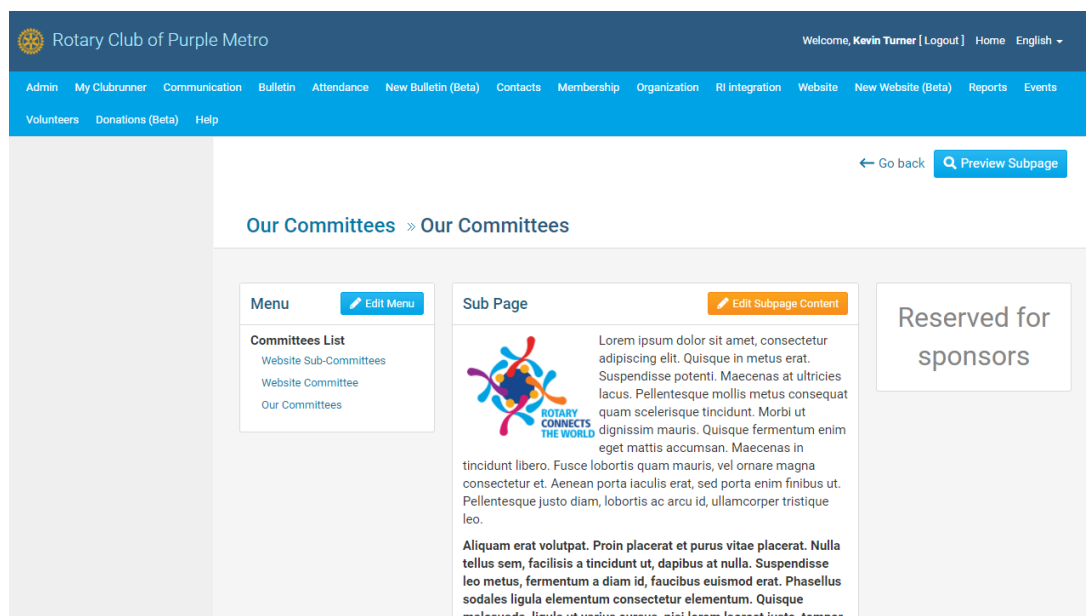 Rotary Club of Purple Metro
Welcome, Kevin Turner [ Logout ] Home English
Admin My Clubrunner Communication Bulletin Attendance New Bulletin (Beta) Contacts Membership Organization RI integration Website New Website (Beta) Reports Events
Volunteers Donations (Beta) Help
← Go back Preview Subpage
Our Committees » Our Committees
Menu Edit Menu
Committees List
Website Sub-Committees
Website Committee
Our Committees
Sub Page Edit Subpage Content
ROTARY
CONNECTS
THE WORLD
Lorem ipsum dolor sit amet, consectetur
adipiscing elit. Quisque in metus erat.
Suspendisse potenti. Maecenas at ultricies
lacus. Pellentesque mollis metus consequat
quam scelerisque tincidunt. Morbi ut
dignissim mauris. Quisque fermentum enim
eget mattis accumsan. Maecenas in
tincidunt libero. Fusce lobortis quam mauris, vel ornare magna
consectetur et. Aenean porta iaculis erat, sed porta enim finibus ut.
Pellentesque justo diam, lobortis ac arcu id, ullamcorper tristique
leo.
Aliquam erat volutpat. Proin placerat et purus vitae placerat. Nulla
tellus sem, facilisis a tincidunt ut, dapibus at nulla. Suspendisse
leo metus, fermentum a diam id, faucibus euismod erat. Phasellus
sodales ligula elementum consectetur elementum. Quisque
Reserved for
sponsors